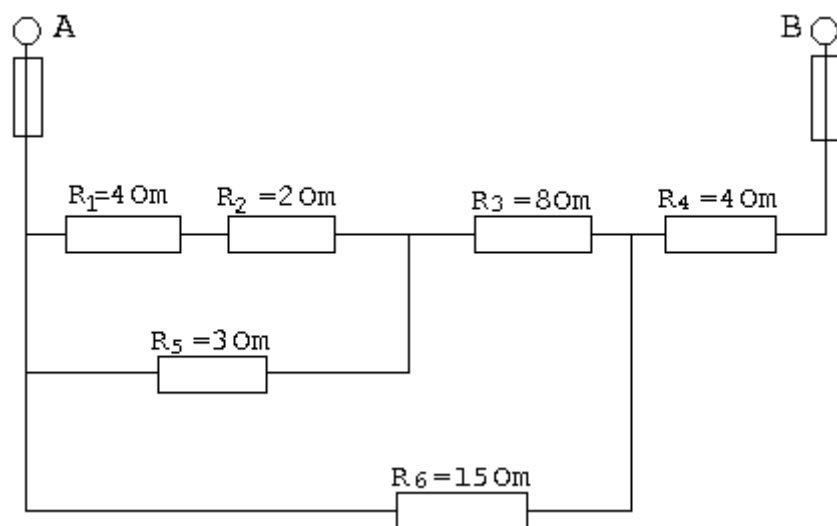 A
B
R1=4 Om
R2 =2 Om
R3 =8 Om
R4 =4 Om
R5 =3 Om
R6 =15 Om